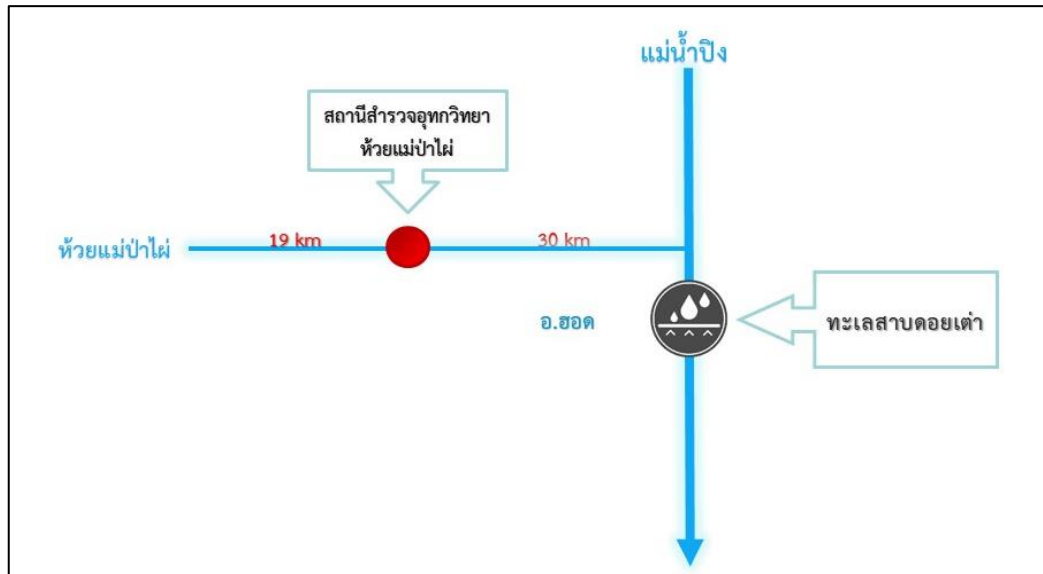 แม่น้ำปิง
สถานีสำรวจอุทกวิทยา
ห้วยแม่ป่าไผ่
ห้วยแม่ป่าไผ่
19 km
30 km
อ.ฮอด
ทะเลสาบดอยเต่า